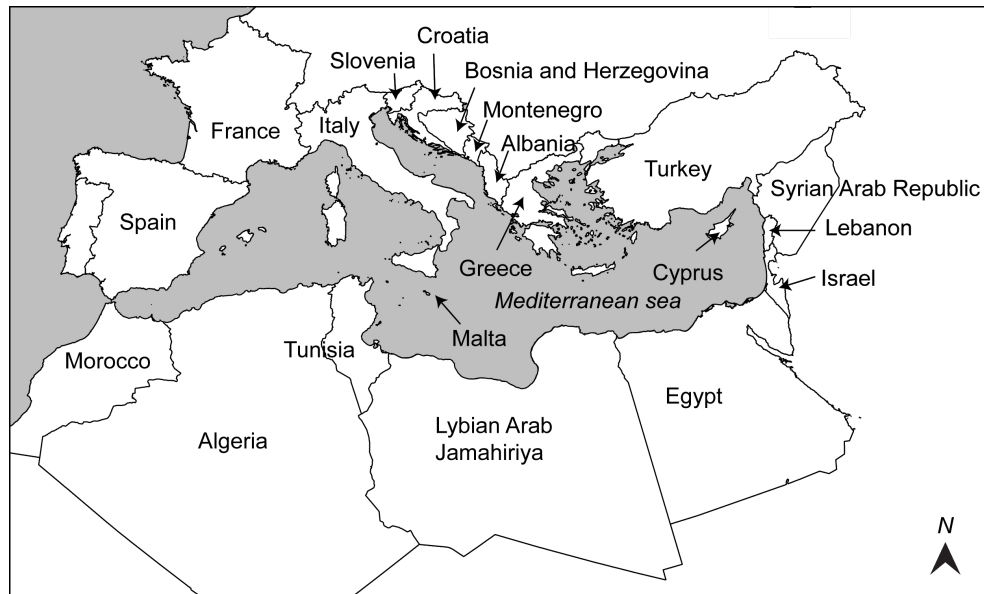 Croatia
Slovenia
Bosnia and Herzegovina
Montenegro
Albania
France
Italy
Turkey
Syrian Arab Republic
Spain
Lebanon
Greece
Cyprus
Israel
Mediterranean sea
Malta
Tunisia
Morocco
Egypt
Algeria
Lybian Arab
Jamahiriya
N